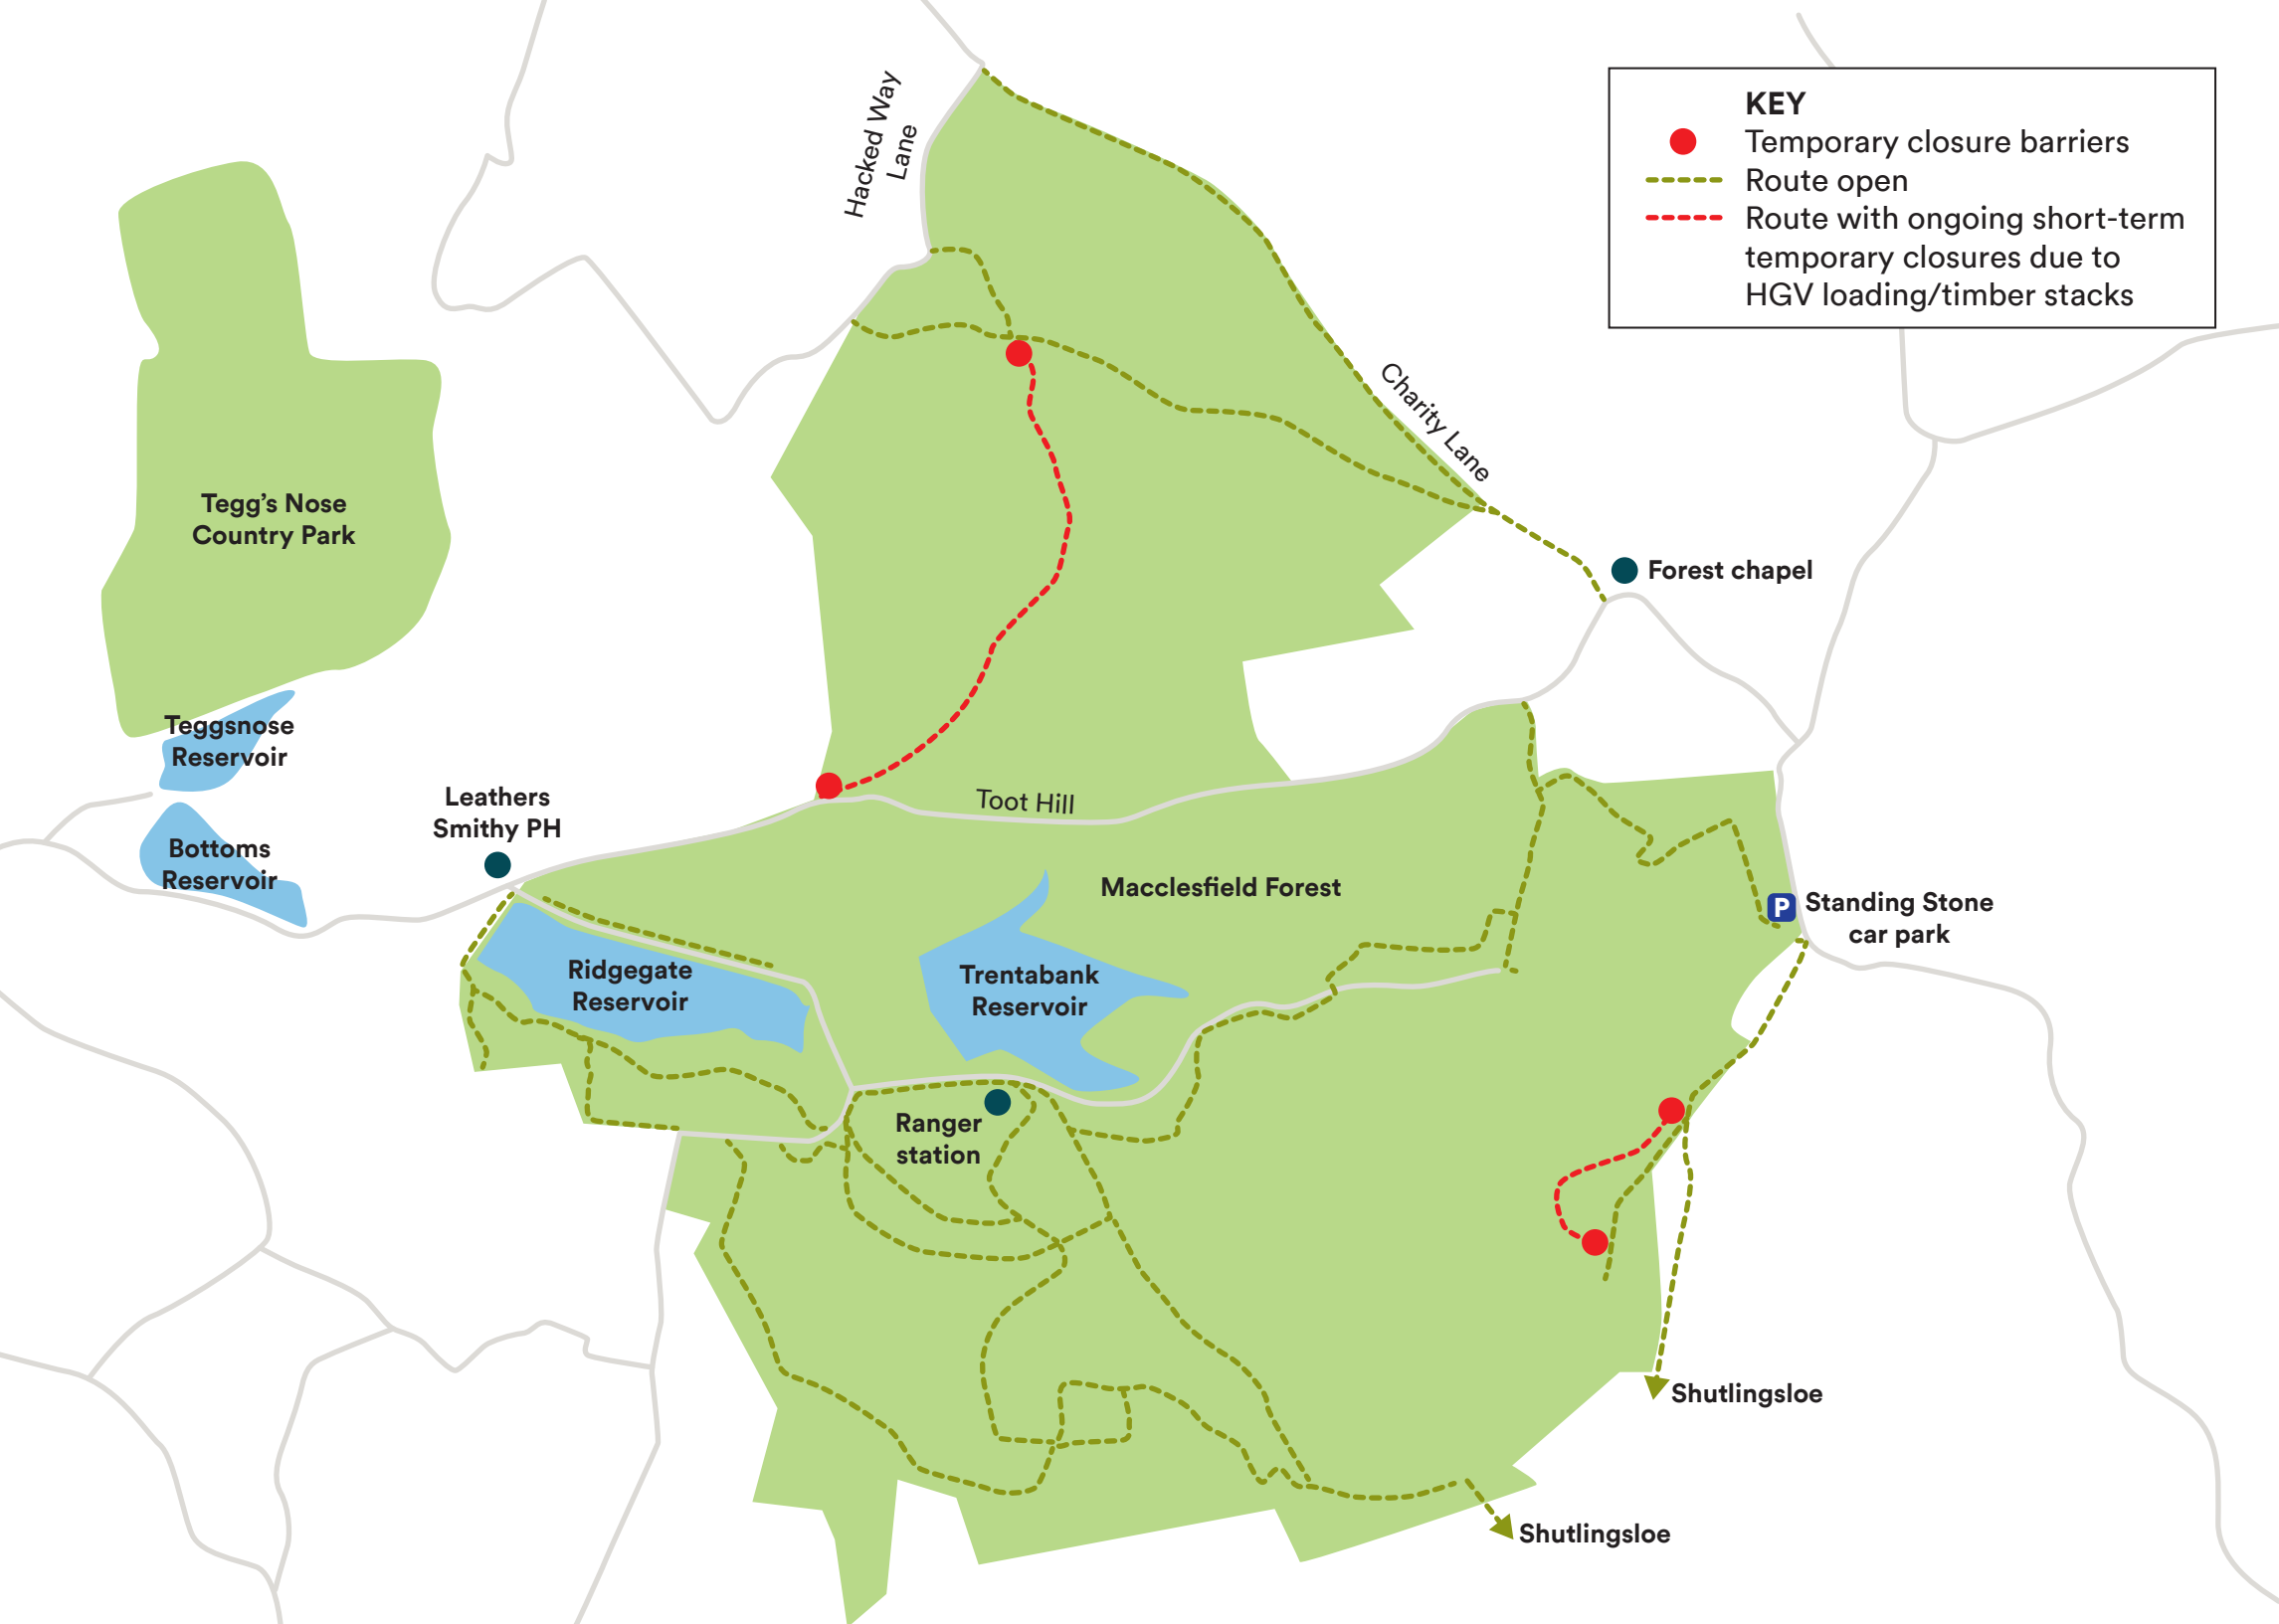 KEY
Temporary closure barriers
Route open
Route with ongoing short-term
temporary closures due to
HGV loading/timber stacks
Hacked Way
Lane
Charity Lane
Tegg’s Nose
Country Park
Forest chapel
Teggsnose
Reservoir
Leathers
Smithy PH
Toot Hill
Bottoms
Reservoir
Macclesfield Forest
P
Standing Stone
car park
Ridgegate
Reservoir
Trentabank
Reservoir
Ranger
station
Shutlingsloe
Shutlingsloe